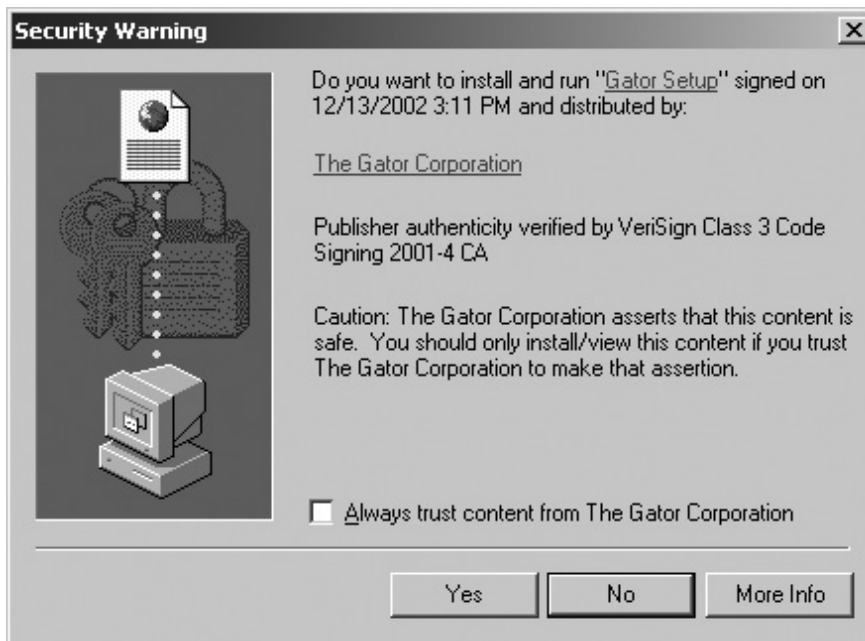 Security Warning
Do you want to install and run "Gator Setup" signed on
12/13/2002 3:11 PM and distributed by:
The Gator Corporation
Publisher authenticity verified by VeriSign Class 3 Code
Signing 2001-4 CA
Caution: The Gator Corporation asserts that this content is
safe.  You should only install/view this content if you trust
The Gator Corporation to make that assertion.
Always trust content from The Gator Corporation
Yes
No
More Info